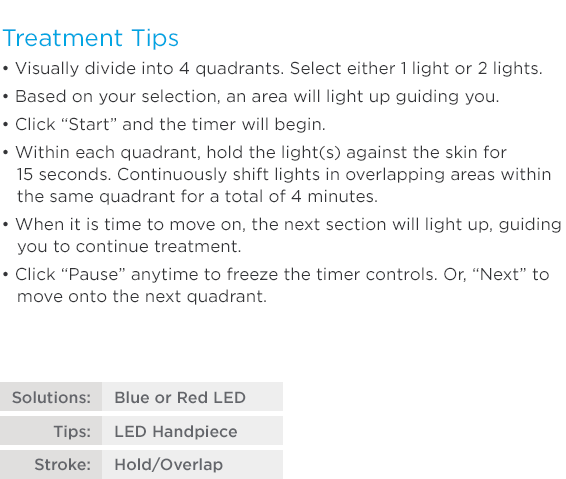 Treatment Tips
• Visually divide into 4 quadrants. Select either 1 light or 2 lights.
• Based on your selection, an area will light up guiding you.
• Click “Start” and the timer will begin.
• Within each quadrant, hold the light(s) against the skin for
15 seconds. Continuously shift lights in overlapping areas within
the same quadrant for a total of 4 minutes.
• When it is time to move on, the next section will light up, guiding
you to continue treatment.
• Click “Pause” anytime to freeze the timer controls. Or, “Next” to
move onto the next quadrant.
Solutions: Blue or Red LED
Tips: LED Handpiece
Stroke: Hold/Overlap